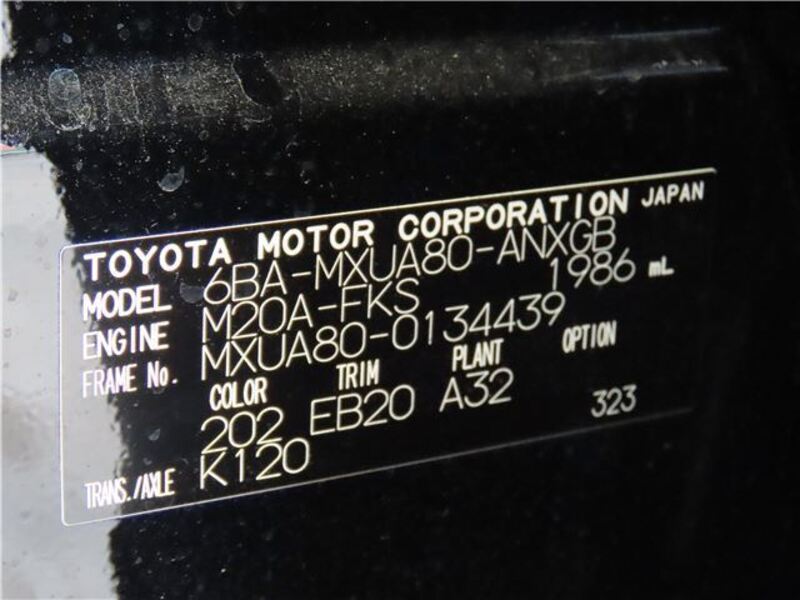 TOYOTA MOTOR CORPORATION JAPAN
MODEL 6BA-MXUA80-ANXGB
ENGINE M20A-FKS 1986 mL
FRAME No. MXUA80-0134439
COLOR TRIM PLANT OPTION
202 EB20 A32 323
TRANS./AXLE K120